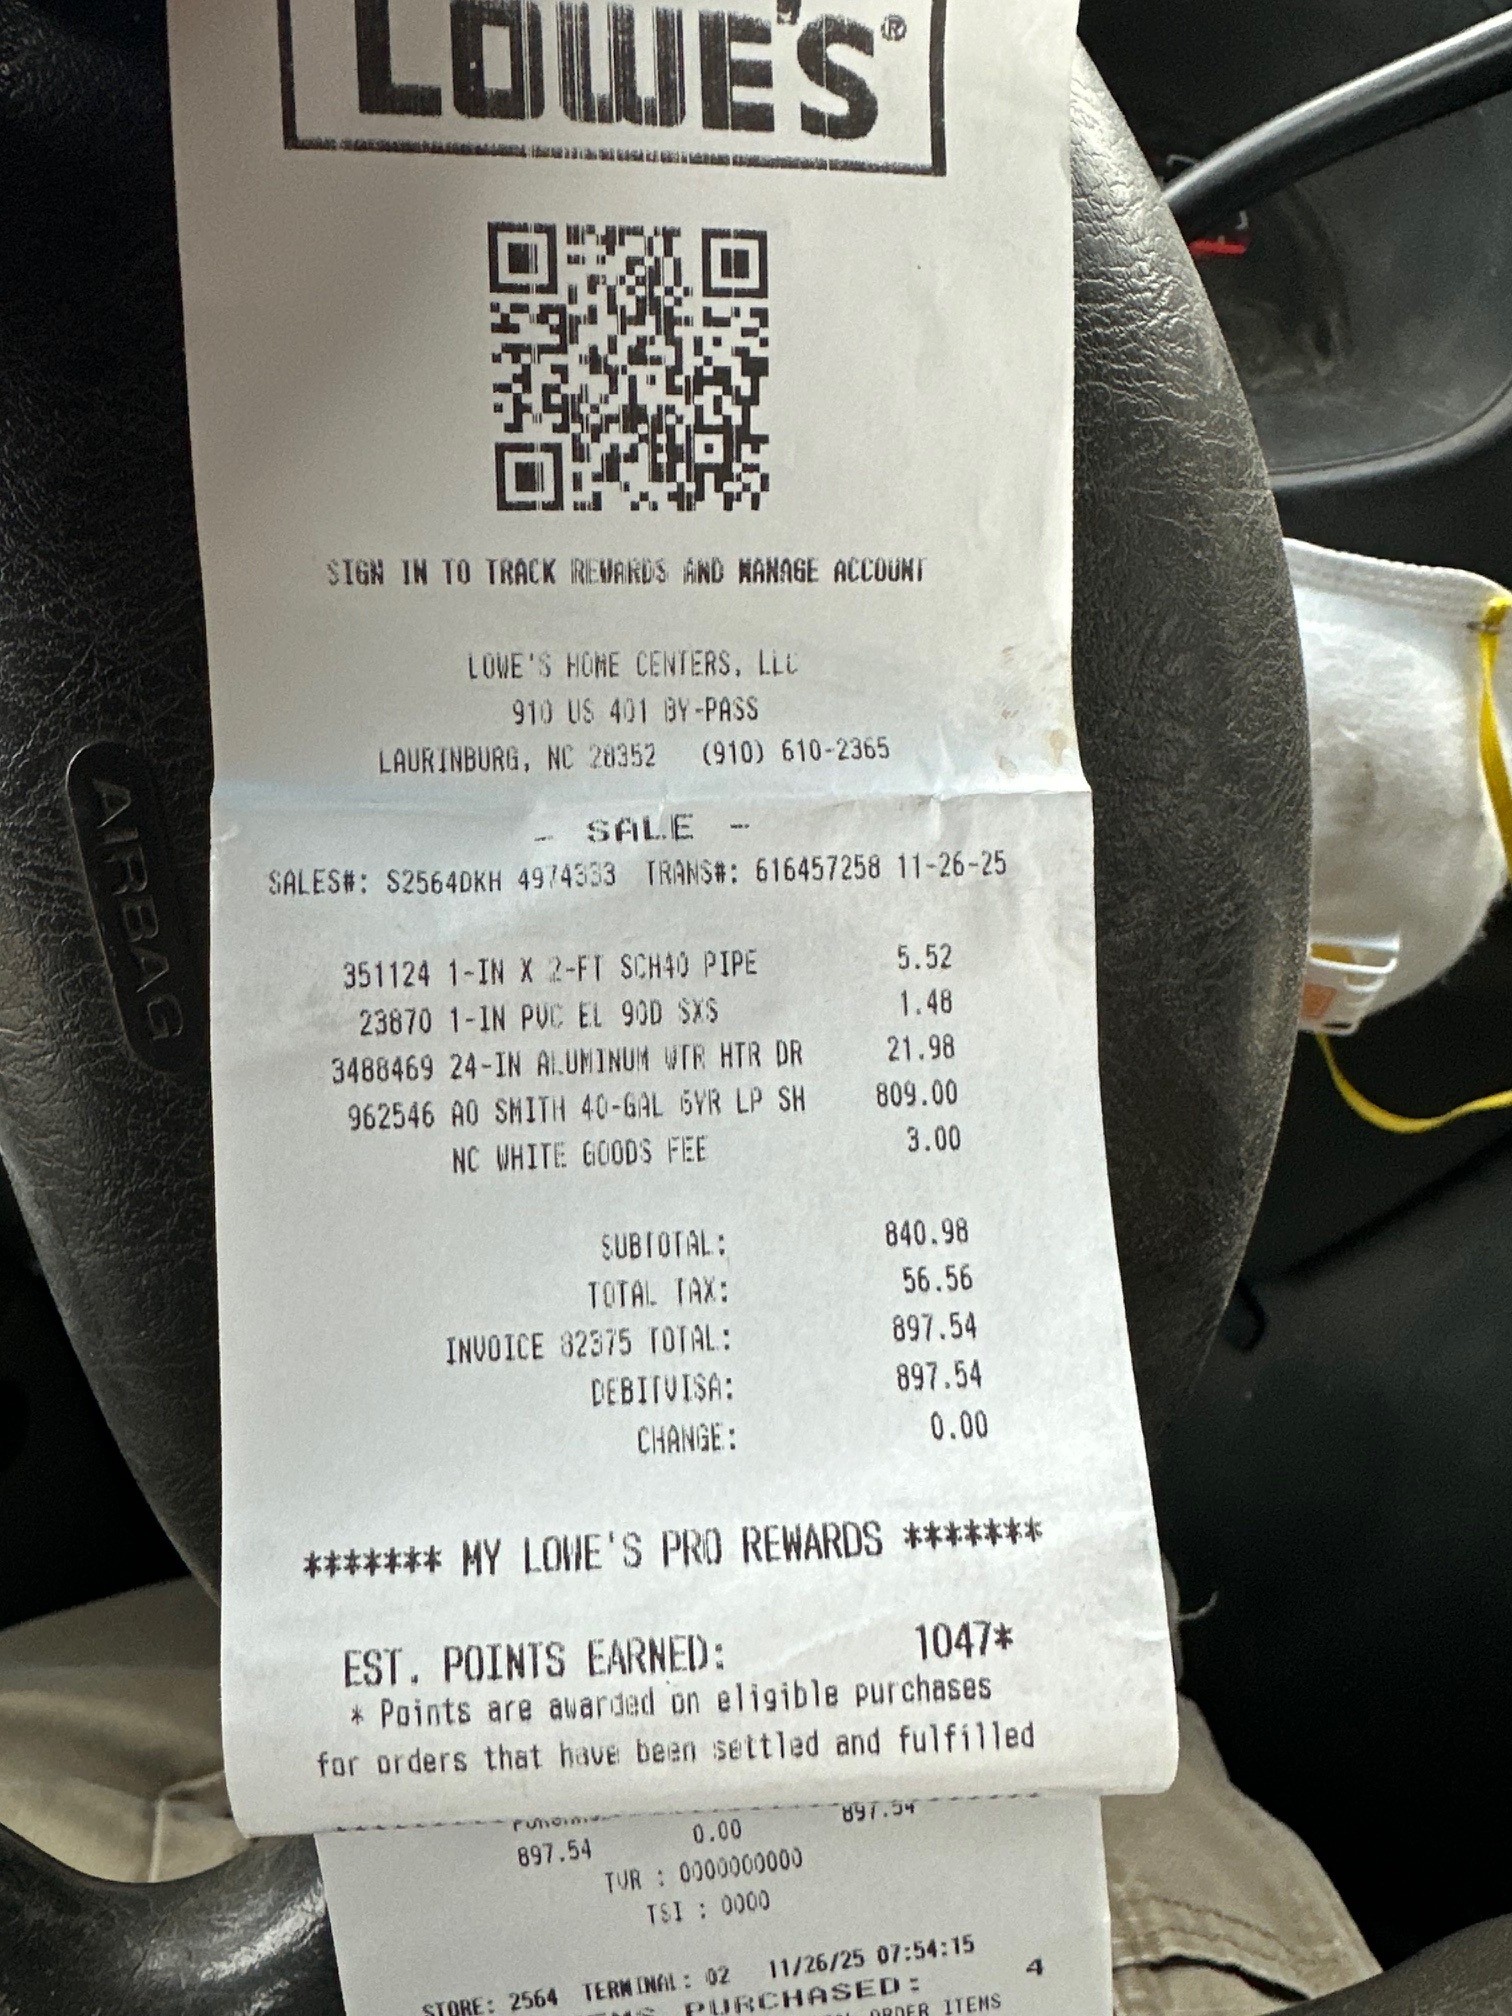 LOWE'S®
SIGN IN TO TRACK REWARDS AND MANAGE ACCOUNT
LOWE'S HOME CENTERS, LLC
910 US 401 BY-PASS
LAURINBURG, NC 28352 (910) 610-2365
- SALE -
SALES#: S2564DKH 4974333 TRANS#: 616457258 11-26-25
351124 1-IN X 2-FT SCH40 PIPE 5.52
23870 1-IN PVC EL 90D SXS 1.48
3488469 24-IN ALUMINUM WTR HTR DR 21.98
962546 AO SMITH 40-GAL 6YR LP SH 809.00
NC WHITE GOODS FEE 3.00
SUBTOTAL: 840.98
TOTAL TAX: 56.56
INVOICE 82375 TOTAL: 897.54
DEBITVISA: 897.54
CHANGE: 0.00
******* MY LOWE'S PRO REWARDS *******
EST. POINTS EARNED: 1047*
* Points are awarded on eligible purchases
for orders that have been settled and fulfilled
897.54
897.54 0.00
TVR : 0000000000
TSI : 0000
STORE: 2564 TERMINAL: 02 11/26/25 07:54:15
PURCHASED: 4
ORDER ITEMS
AIRBAG